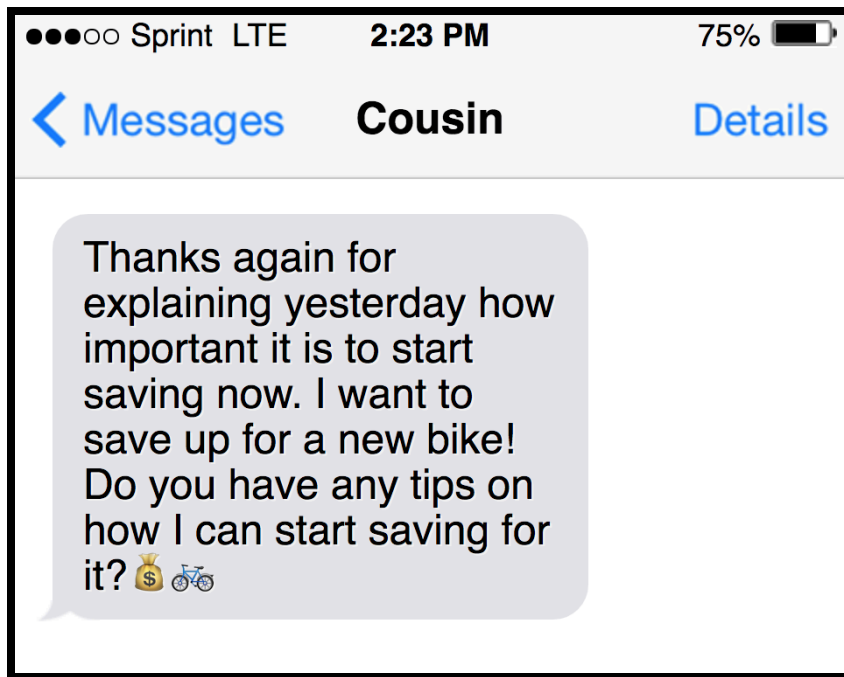 ●●●○○ Sprint LTE 2:23 PM 75%
Messages Cousin Details
Thanks again for
explaining yesterday how
important it is to start
saving now. I want to
save up for a new bike!
Do you have any tips on
how I can start saving for
it?💰🚲